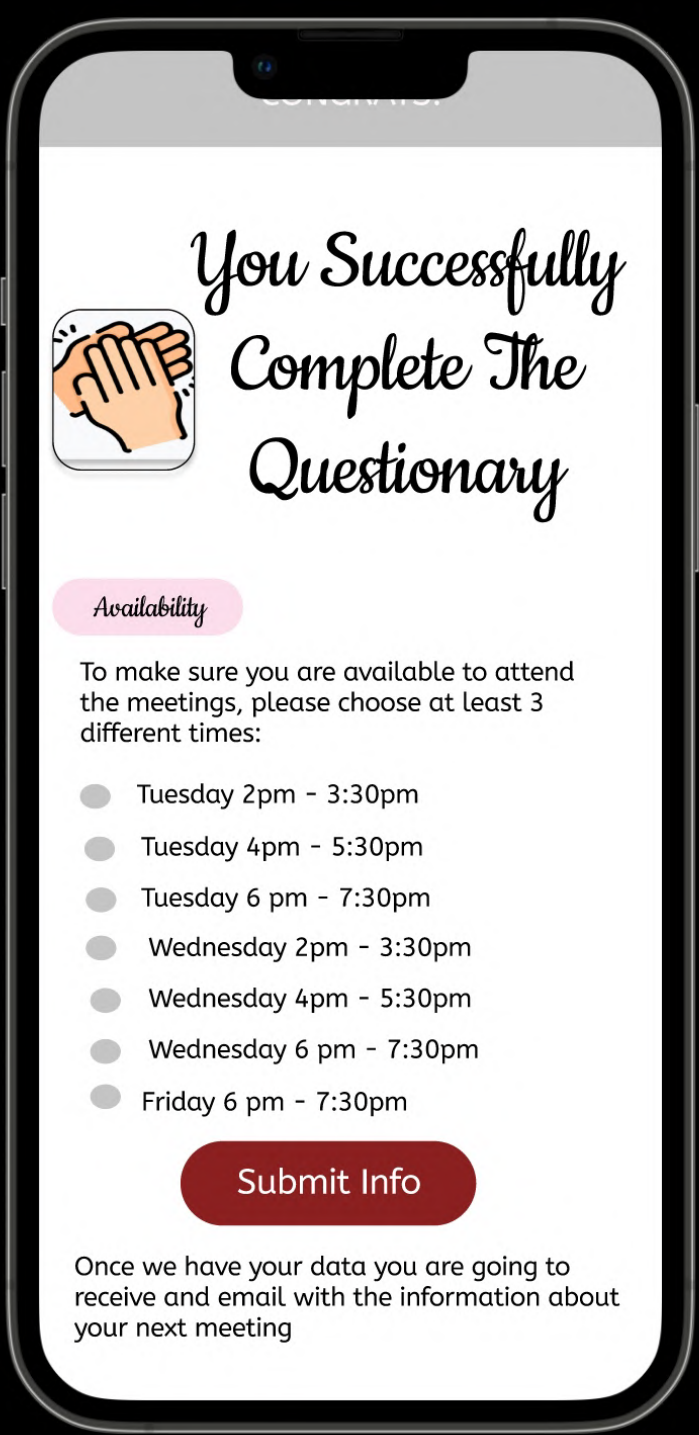 CONGRATS!
You Successfully
Complete The
Questionary
Availability
To make sure you are available to attend
the meetings, please choose at least 3
different times:
Tuesday 2pm - 3:30pm
Tuesday 4pm - 5:30pm
Tuesday 6 pm - 7:30pm
Wednesday 2pm - 3:30pm
Wednesday 4pm - 5:30pm
Wednesday 6 pm - 7:30pm
Friday 6 pm - 7:30pm
Submit Info
Once we have your data you are going to
receive and email with the information about
your next meeting